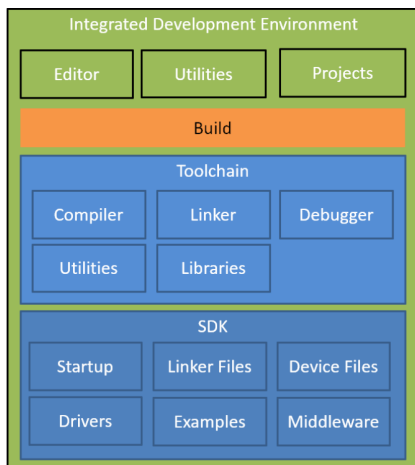 Integrated Development Environment
Editor
Utilities
Projects
Build
Toolchain
Compiler
Linker
Debugger
Utilities
Libraries
SDK
Startup
Linker Files
Device Files
Drivers
Examples
Middleware